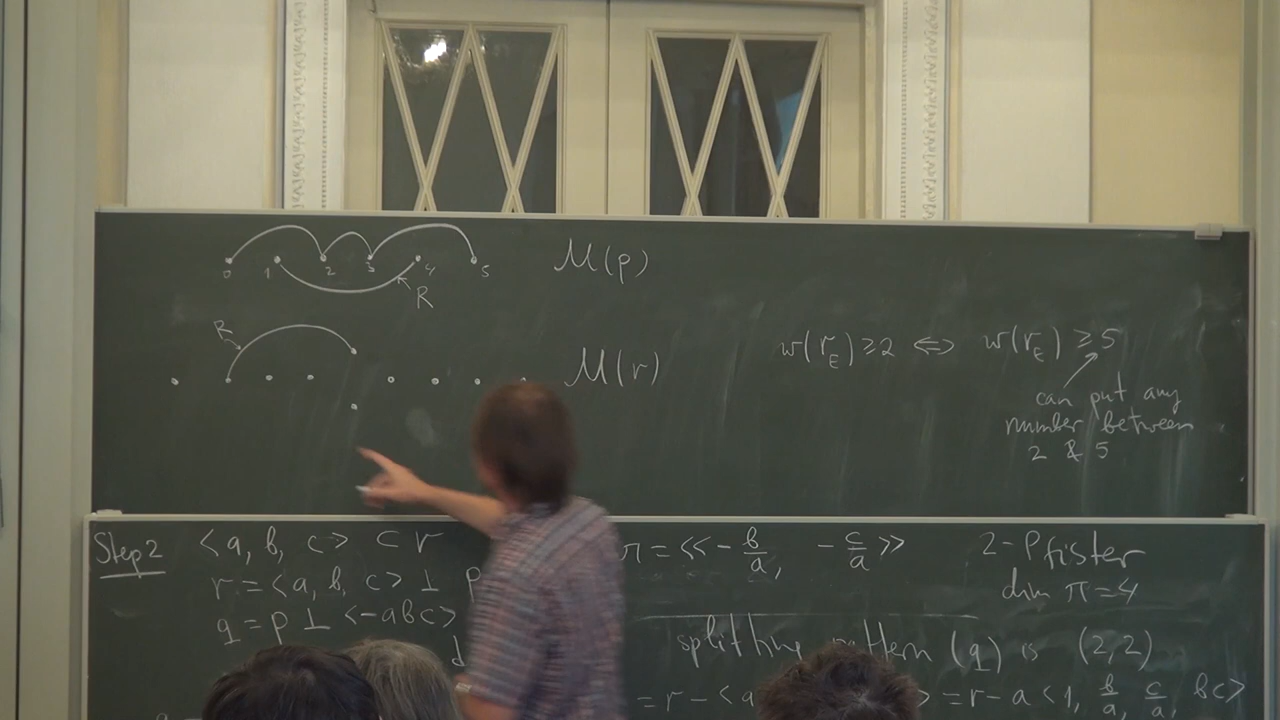 0 1 2 3 4 5 M(p)
R
R
M(r) w(r_E) ≥ 2 ⇔ w(r_E) ≥ 5
can put any
number between
2 & 5
Step 2 <a, b, c> ⊂ r π = <<-b/a, -c/a>> 2-Pfister
r = <a, b, c> ⊥ p dim π = 4
q = p ⊥ <-abc>
splitting pattern (q) is (2,2)
d
= r - <a > = r - a<1, b/a, c/a, bc>